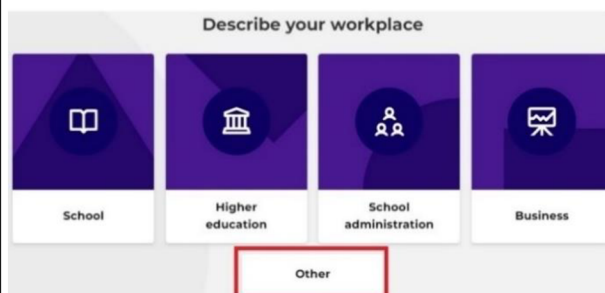 Describe your workplace
School
Higher
education
School
administration
Business
Other